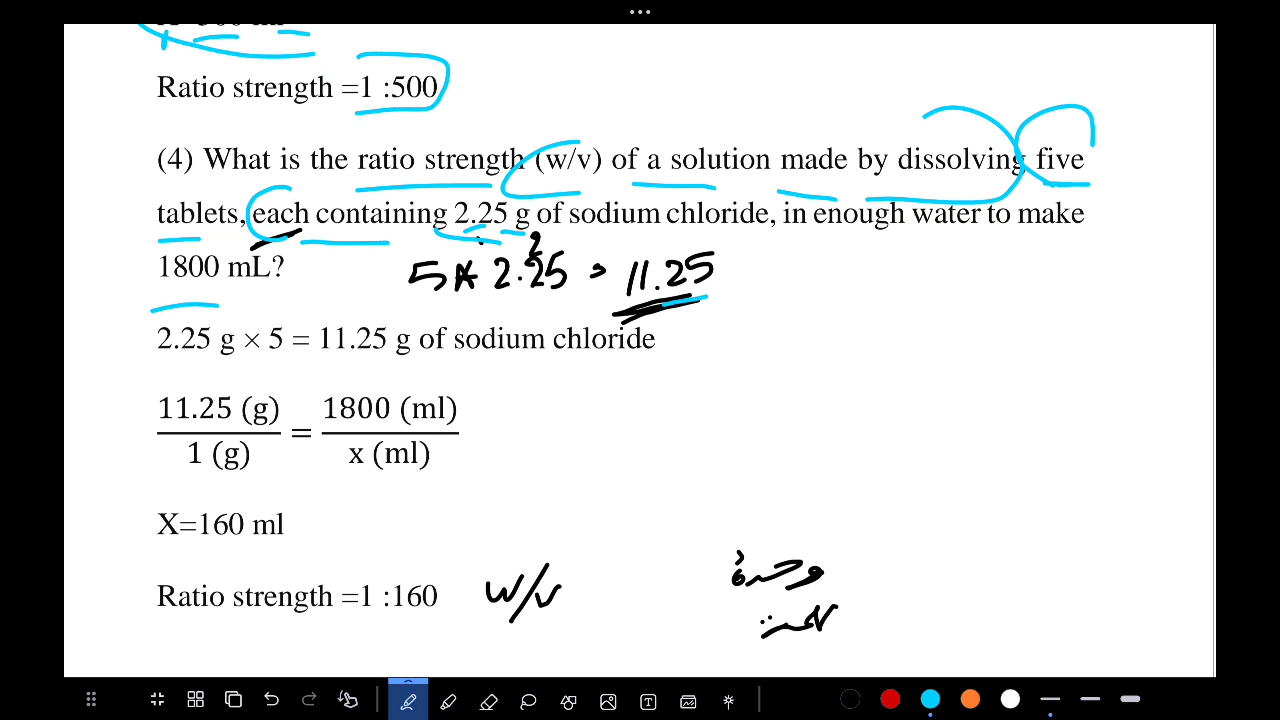 Ratio strength =1 :500
(4) What is the ratio strength (w/v) of a solution made by dissolving five
tablets, each containing 2.25 g of sodium chloride, in enough water to make
1800 mL?
5 * 2.25 = 11.25
2.25 g × 5 = 11.25 g of sodium chloride
11.25 (g) / 1 (g) = 1800 (ml) / x (ml)
X=160 ml
Ratio strength =1 :160 w/v